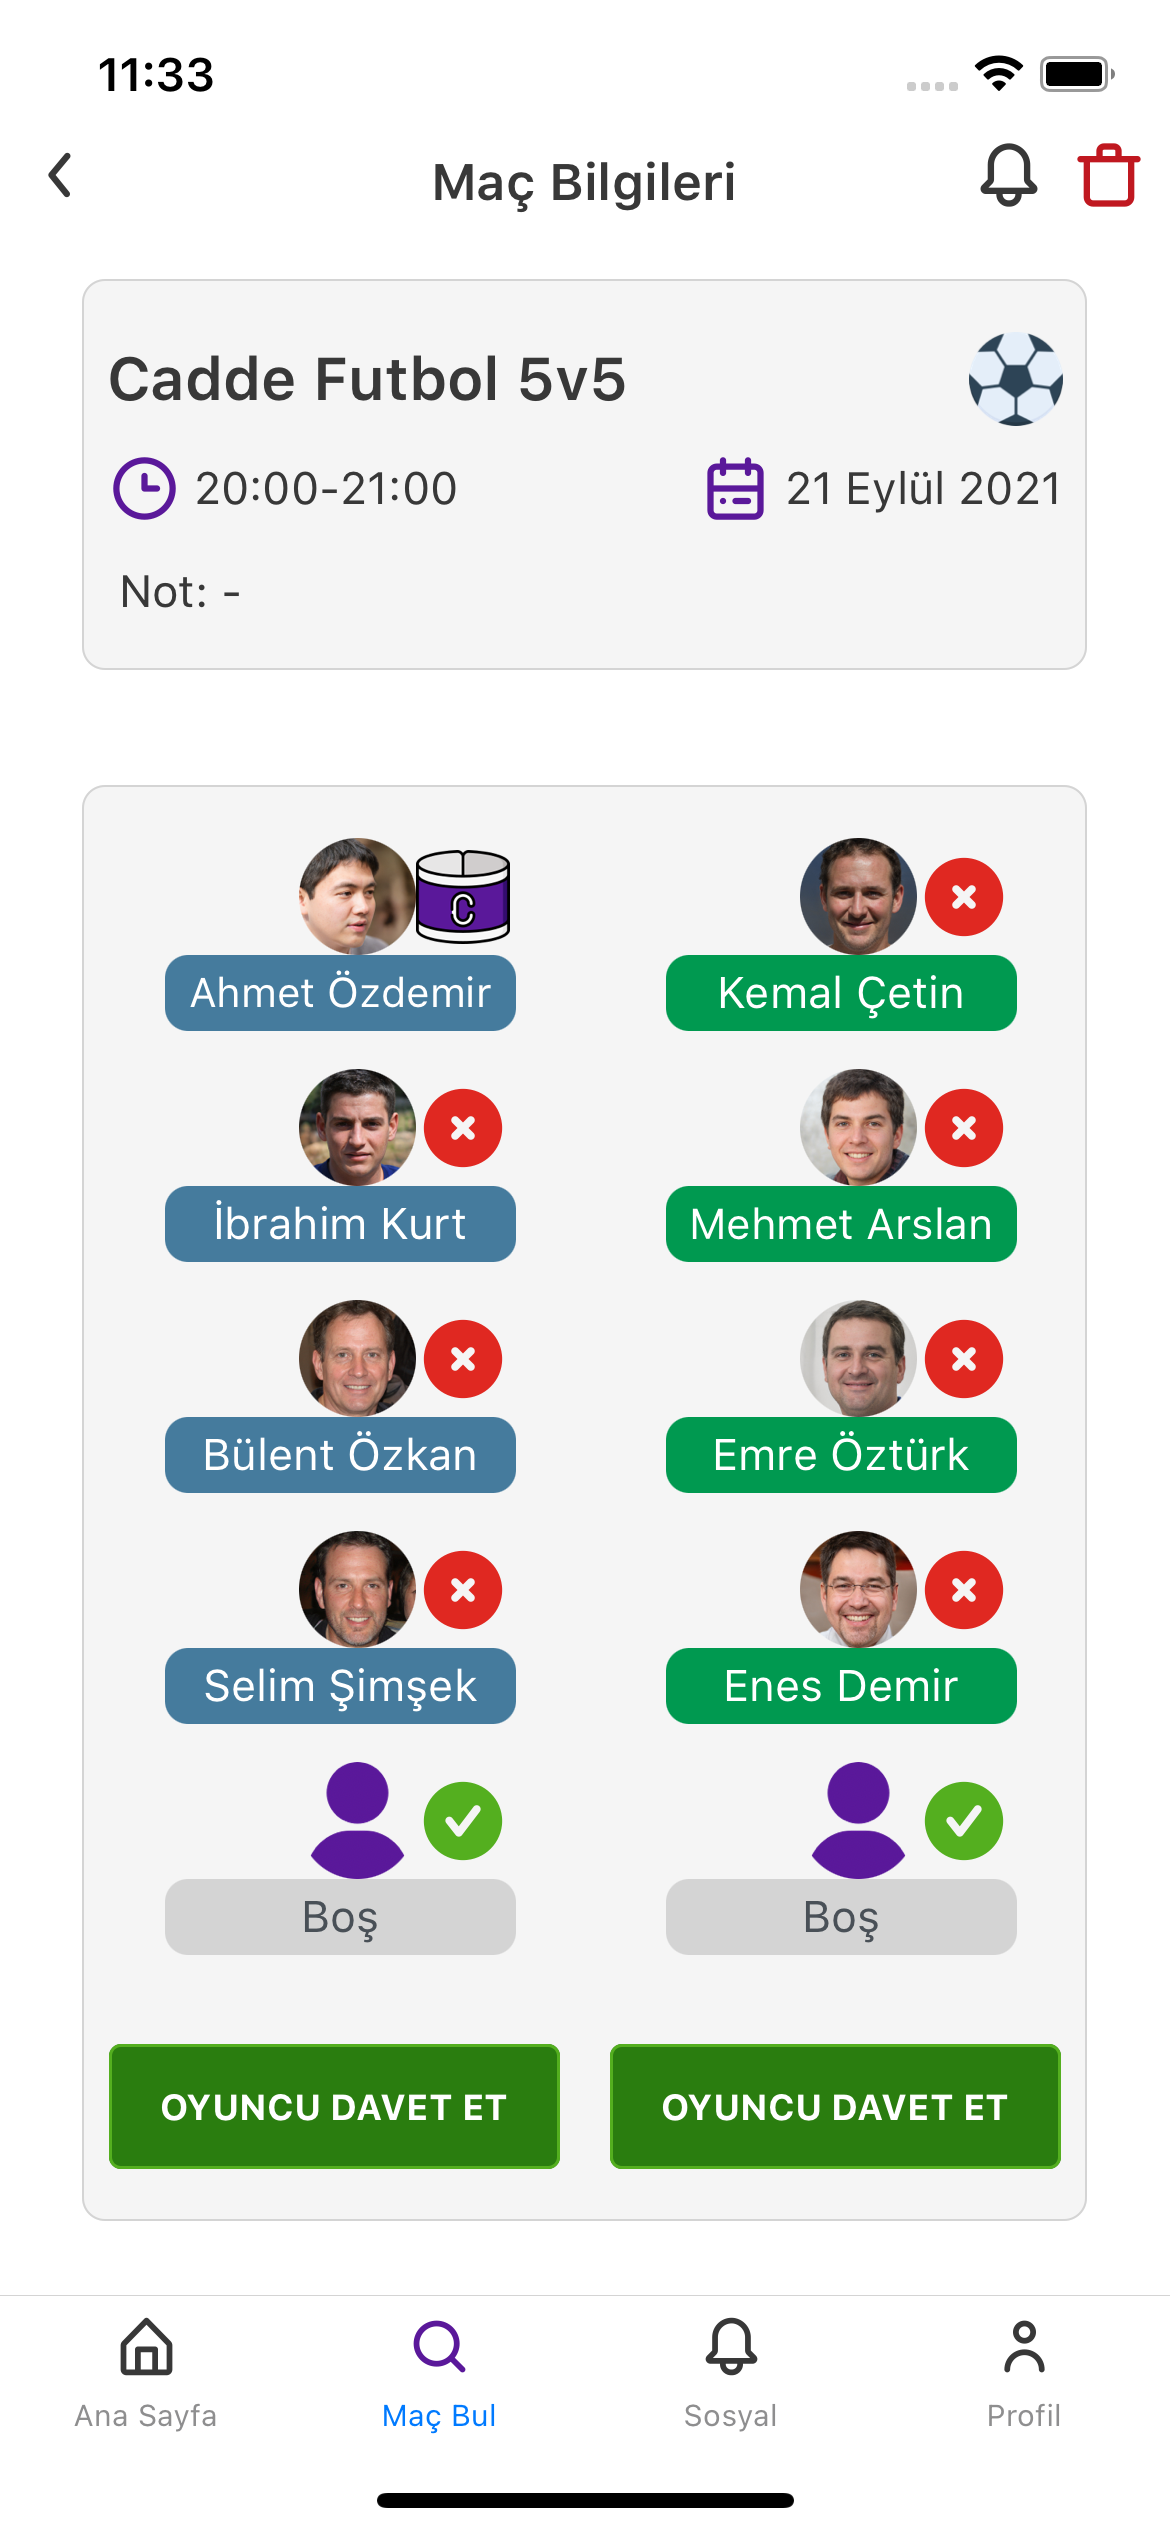 11:33
Maç Bilgileri
Cadde Futbol 5v5
20:00-21:00 21 Eylül 2021
Not: -
C
Ahmet Özdemir Kemal Çetin
İbrahim Kurt Mehmet Arslan
Bülent Özkan Emre Öztürk
Selim Şimşek Enes Demir
Boş Boş
OYUNCU DAVET ET OYUNCU DAVET ET
Ana Sayfa Maç Bul Sosyal Profil